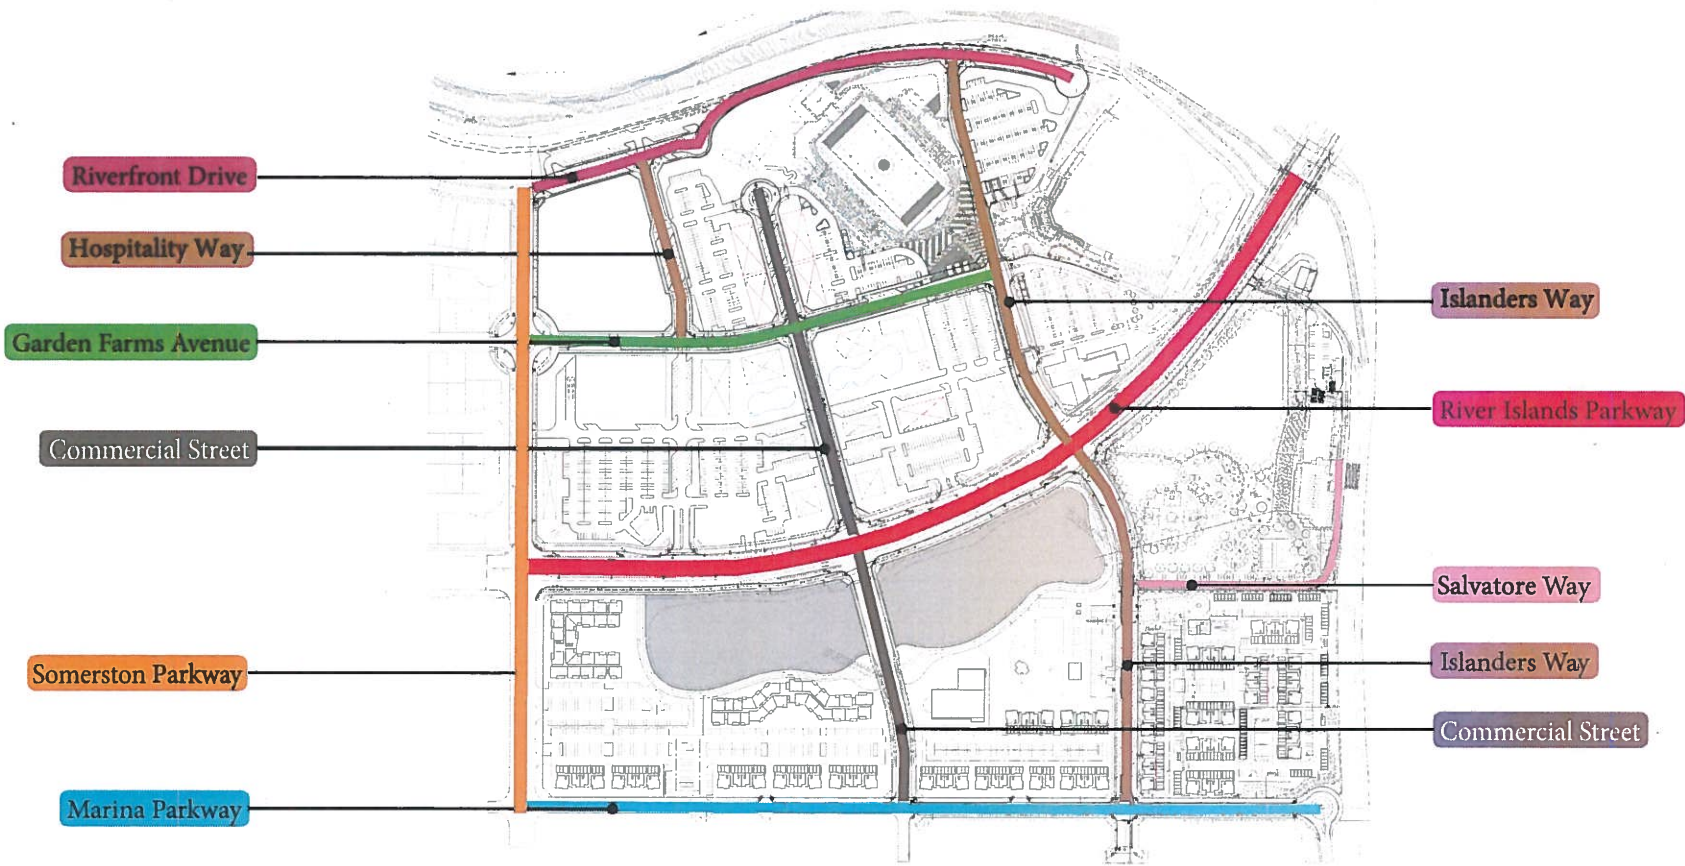 Riverfront Drive
Hospitality Way
Garden Farms Avenue
Commercial Street
Somerston Parkway
Marina Parkway
Islanders Way
River Islands Parkway
Salvatore Way
Islanders Way
Commercial Street